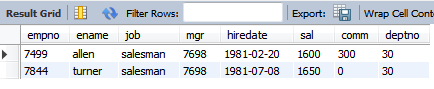 Result Grid Filter Rows: Export: Wrap Cell Conte
empno ename job mgr hiredate sal comm deptno
7499 allen salesman 7698 1981-02-20 1600 300 30
7844 turner salesman 7698 1981-07-08 1650 0 30